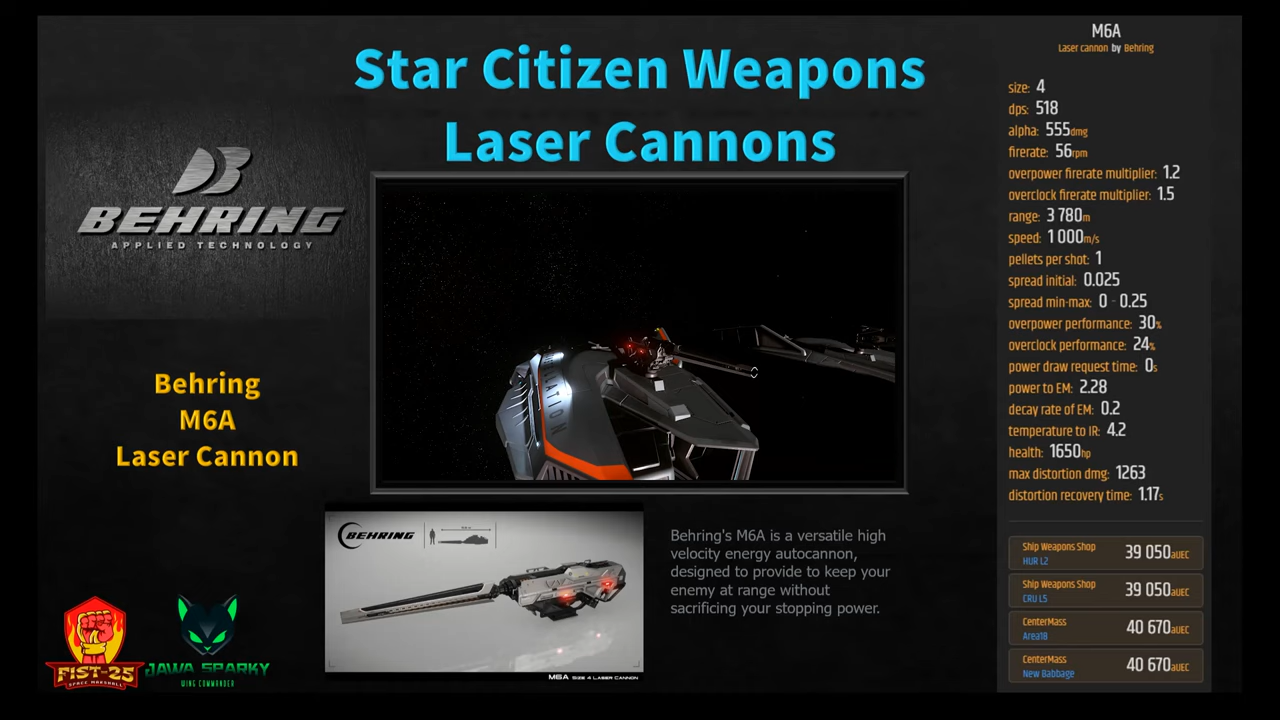 Star Citizen Weapons
Laser Cannons
BEHRING
APPLIED TECHNOLOGY
Behring
M6A
Laser Cannon
BEHRING
M6A SIZE 4 LASER CANNON
Behring's M6A is a versatile high
velocity energy autocannon,
designed to provide to keep your
enemy at range without
sacrificing your stopping power.
FIST-25
SPACE MARSHALL
JAWA SPARKY
WING COMMANDER
M6A
Laser cannon by Behring
size: 4
dps: 518
alpha: 555dmg
firerate: 56rpm
overpower firerate multiplier: 1.2
overclock firerate multiplier: 1.5
range: 3 780m
speed: 1 000m/s
pellets per shot: 1
spread initial: 0.025
spread min-max: 0 - 0.25
overpower performance: 30%
overclock performance: 24%
power draw request time: 0s
power to EM: 2.28
decay rate of EM: 0.2
temperature to IR: 4.2
health: 1650hp
max distortion dmg: 1263
distortion recovery time: 1.17s
Ship Weapons Shop
HUR L2
39 050aUEC
Ship Weapons Shop
CRU L5
39 050aUEC
CenterMass
Area18
40 670aUEC
CenterMass
New Babbage
40 670aUEC